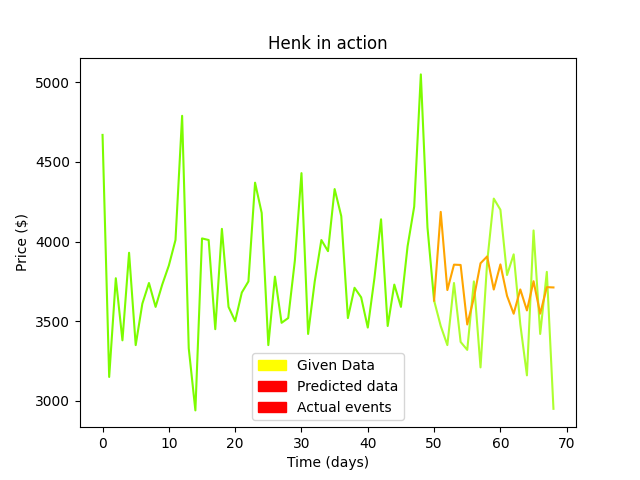 Henk in action
Price ($)
5000
4500
4000
3500
3000
Given Data
Predicted data
Actual events
0 10 20 30 40 50 60 70
Time (days)